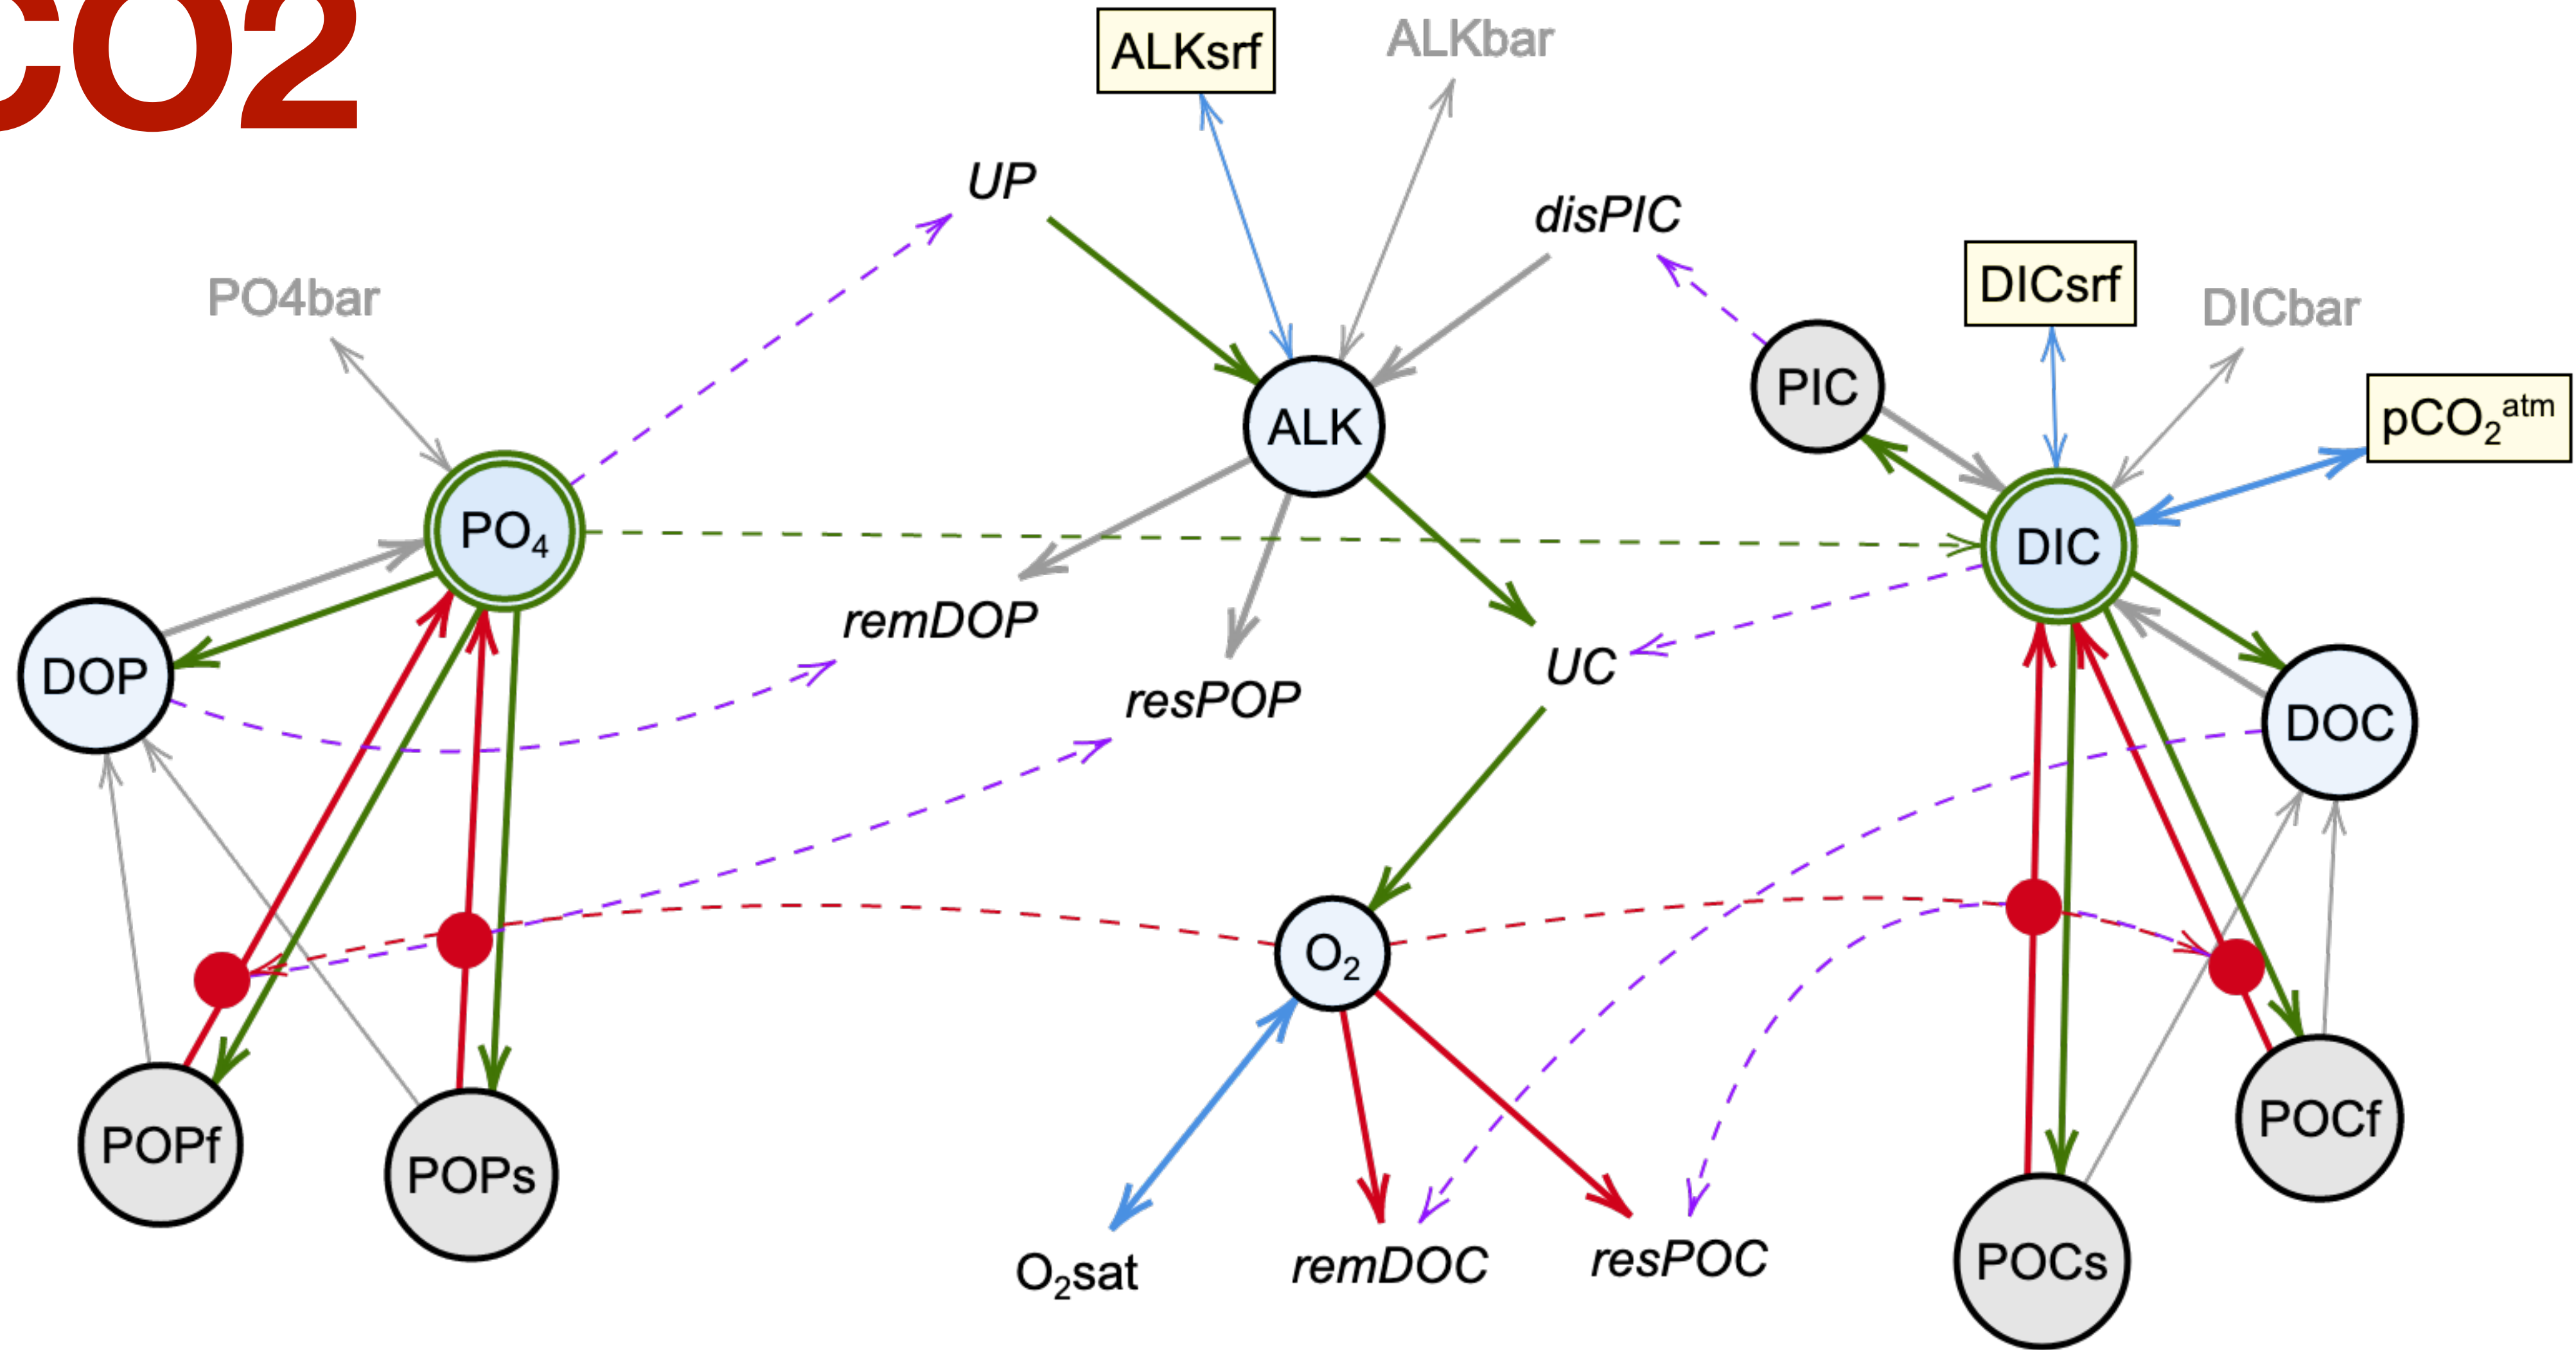 CO2
ALKsrf
ALKbar
UP
disPIC
PO4bar
DICsrf
DICbar
PIC
pCO₂ᵃᵗᵐ
ALK
PO₄
DIC
remDOP
DOP
resPOP
UC
DOC
O₂
POPf
POPs
POCf
O₂sat
remDOC
resPOC
POCs